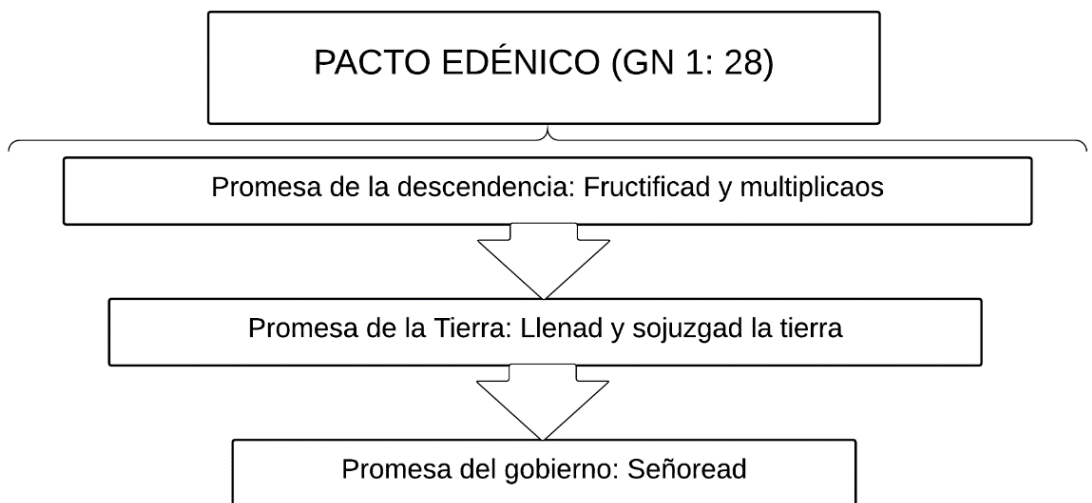 PACTO EDÉNICO (GN 1: 28)
Promesa de la descendencia: Fructificad y multiplicaos
Promesa de la Tierra: Llenad y sojuzgad la tierra
Promesa del gobierno: Señoread